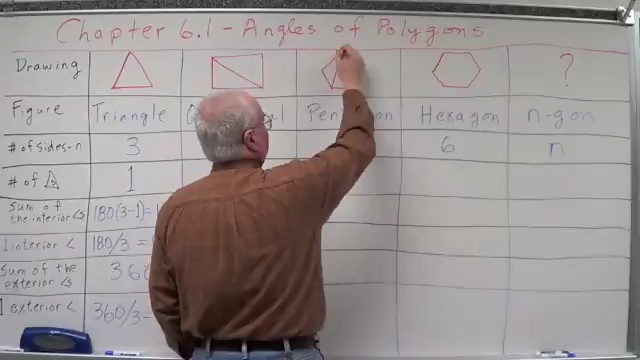 Chapter 6.1 - Angles of Polygons
Drawing ?
Figure Triangle Hexagon n-gon
# of sides-n 3 6 n
# of Δs 1
Sum of the interior ∠s 180(3-1)=
1 interior ∠ 180/3 =
Sum of the exterior ∠s 360
1 exterior ∠ 360/3=